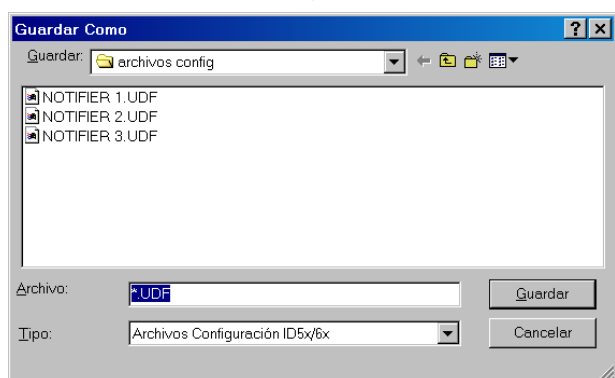 Guardar Como
Guardar: archivos config
NOTIFIER 1.UDF
NOTIFIER 2.UDF
NOTIFIER 3.UDF
Archivo: *.UDF Guardar
Tipo: Archivos Configuración ID5x/6x Cancelar